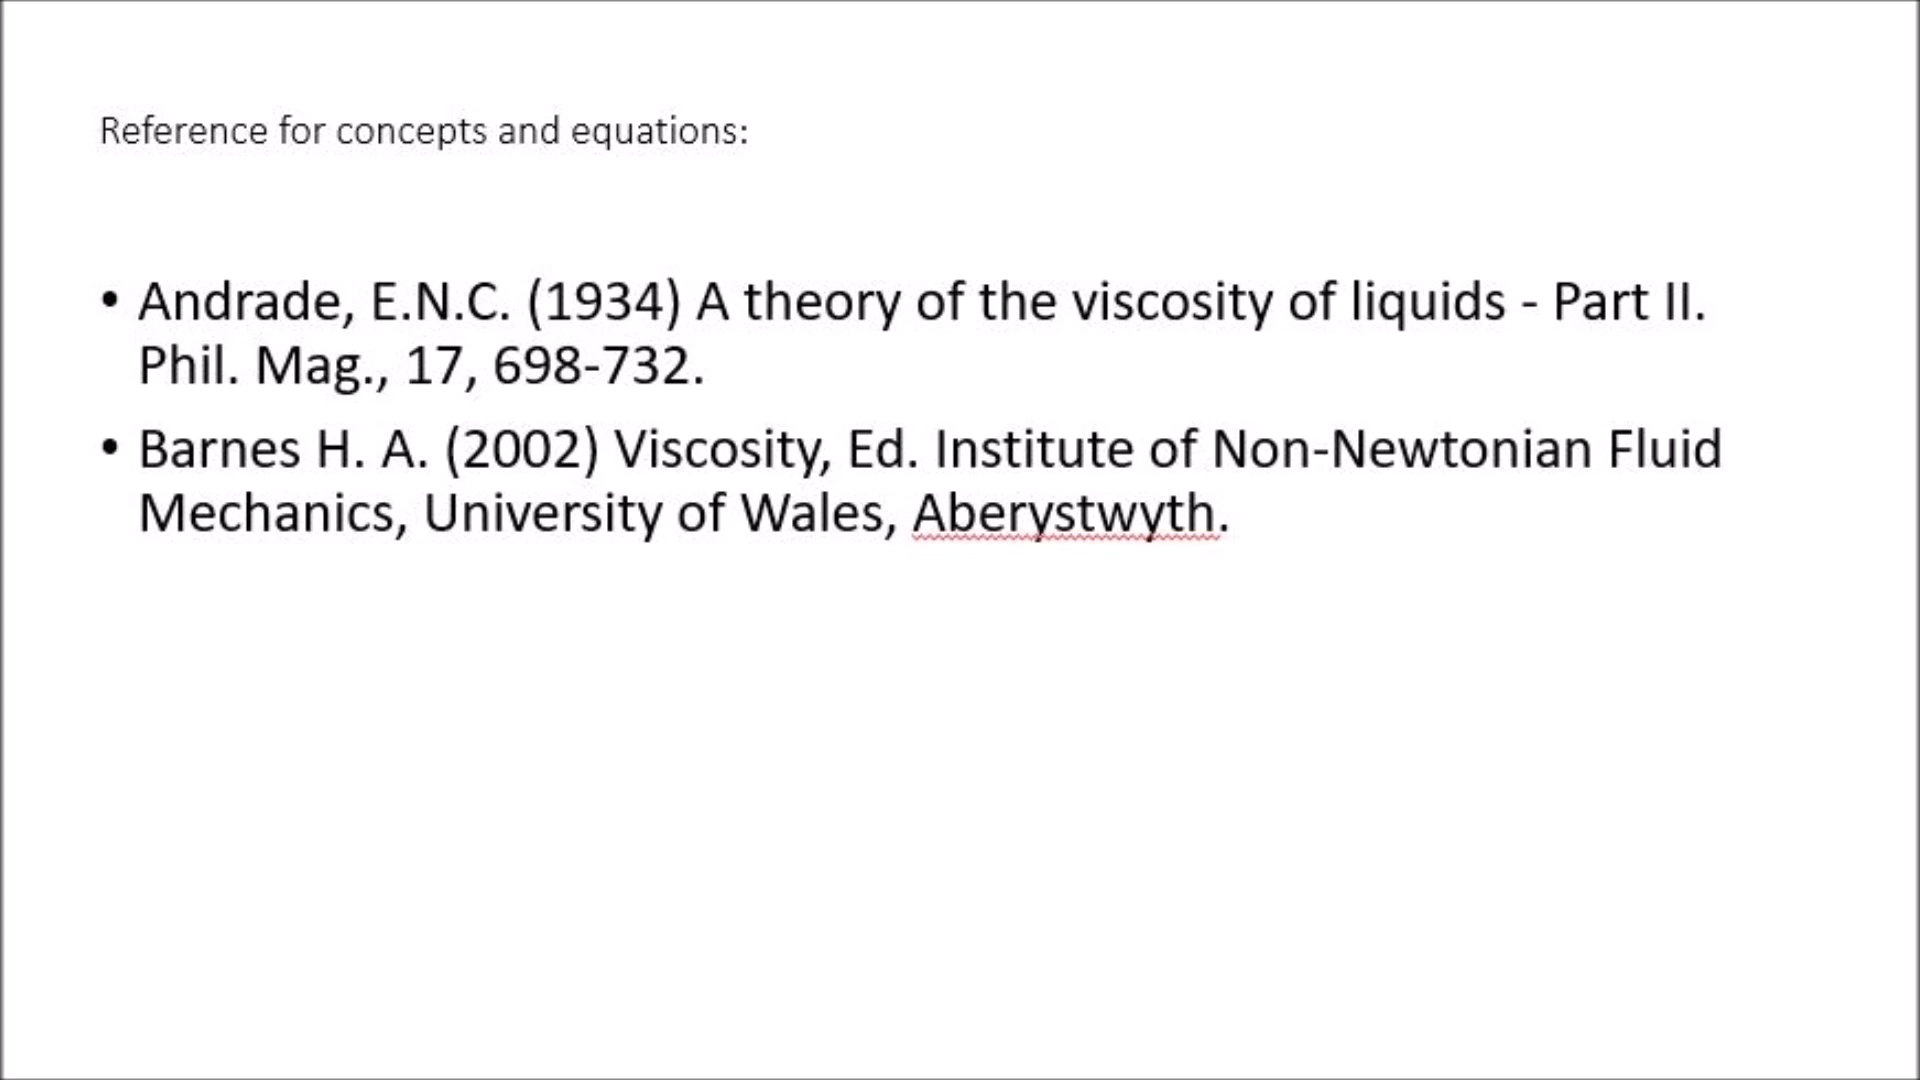 Reference for concepts and equations:
• Andrade, E.N.C. (1934) A theory of the viscosity of liquids - Part II.
Phil. Mag., 17, 698-732.
• Barnes H. A. (2002) Viscosity, Ed. Institute of Non-Newtonian Fluid
Mechanics, University of Wales, Aberystwyth.